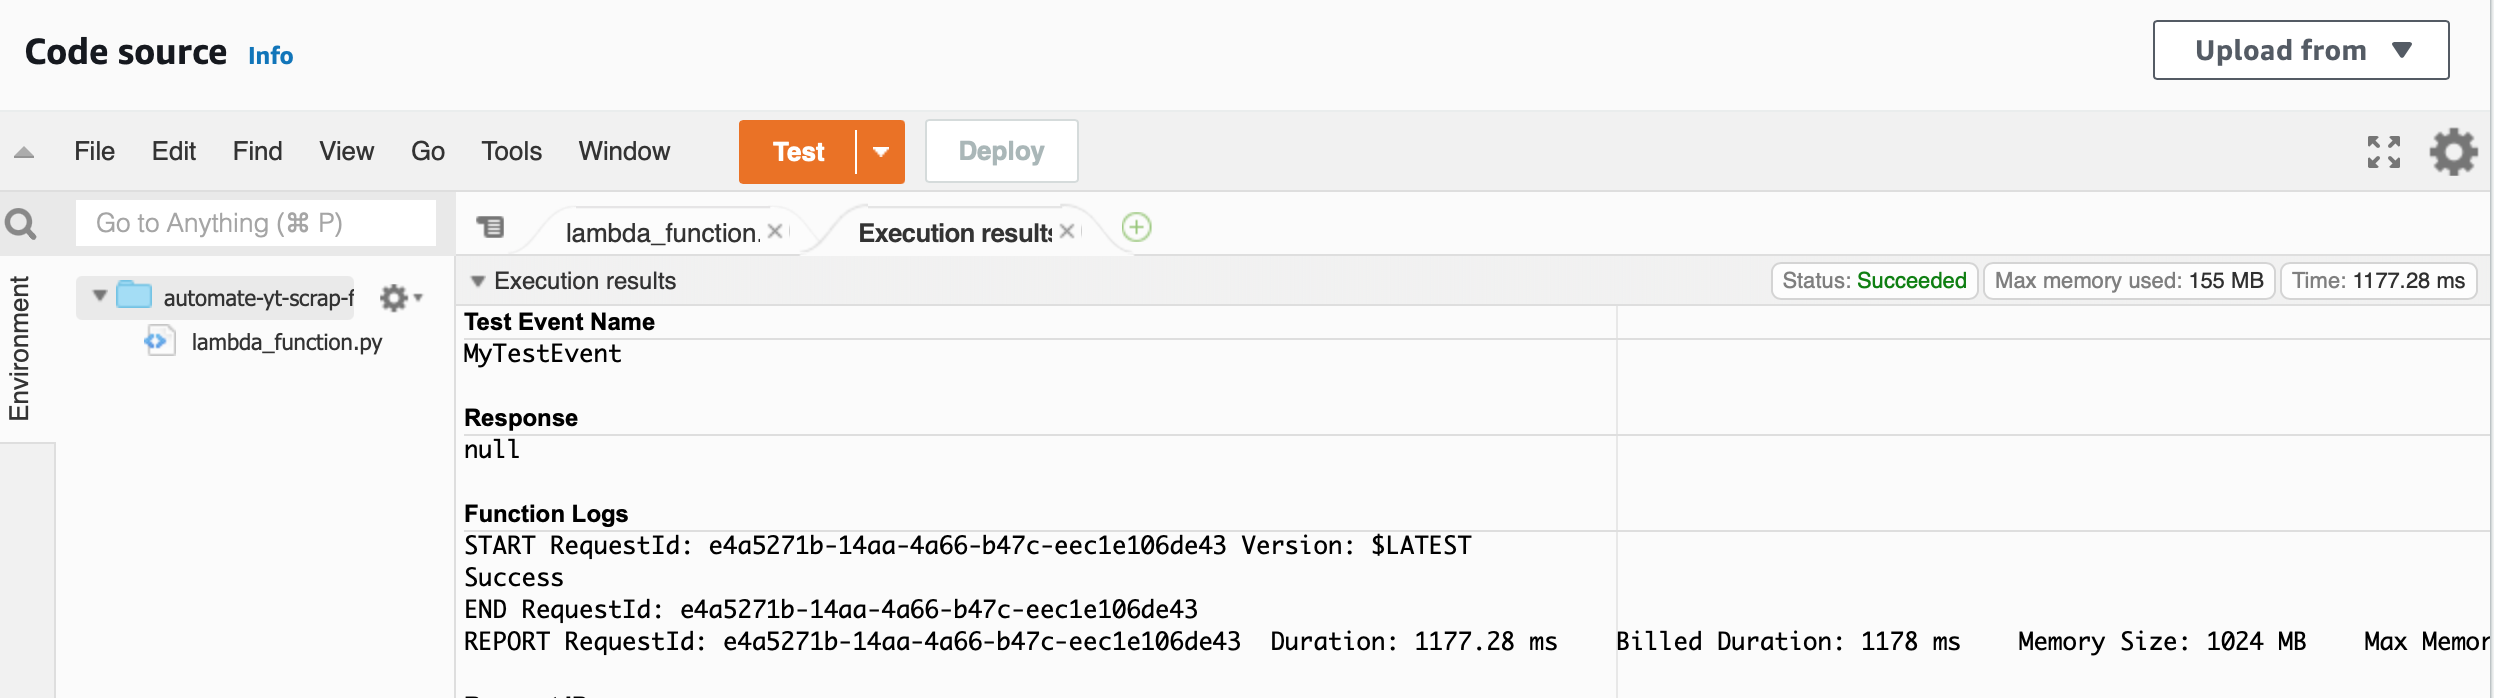 Code source Info
Upload from
File Edit Find View Go Tools Window Test Deploy
Go to Anything (⌘ P)
lambda_function. Execution results
Environment
automate-yt-scrap-f
lambda_function.py
Execution results Status: Succeeded Max memory used: 155 MB Time: 1177.28 ms
Test Event Name
MyTestEvent
Response
null
Function Logs
START RequestId: e4a5271b-14aa-4a66-b47c-eec1e106de43 Version: $LATEST
Success
END RequestId: e4a5271b-14aa-4a66-b47c-eec1e106de43
REPORT RequestId: e4a5271b-14aa-4a66-b47c-eec1e106de43 Duration: 1177.28 ms Billed Duration: 1178 ms Memory Size: 1024 MB Max Memor